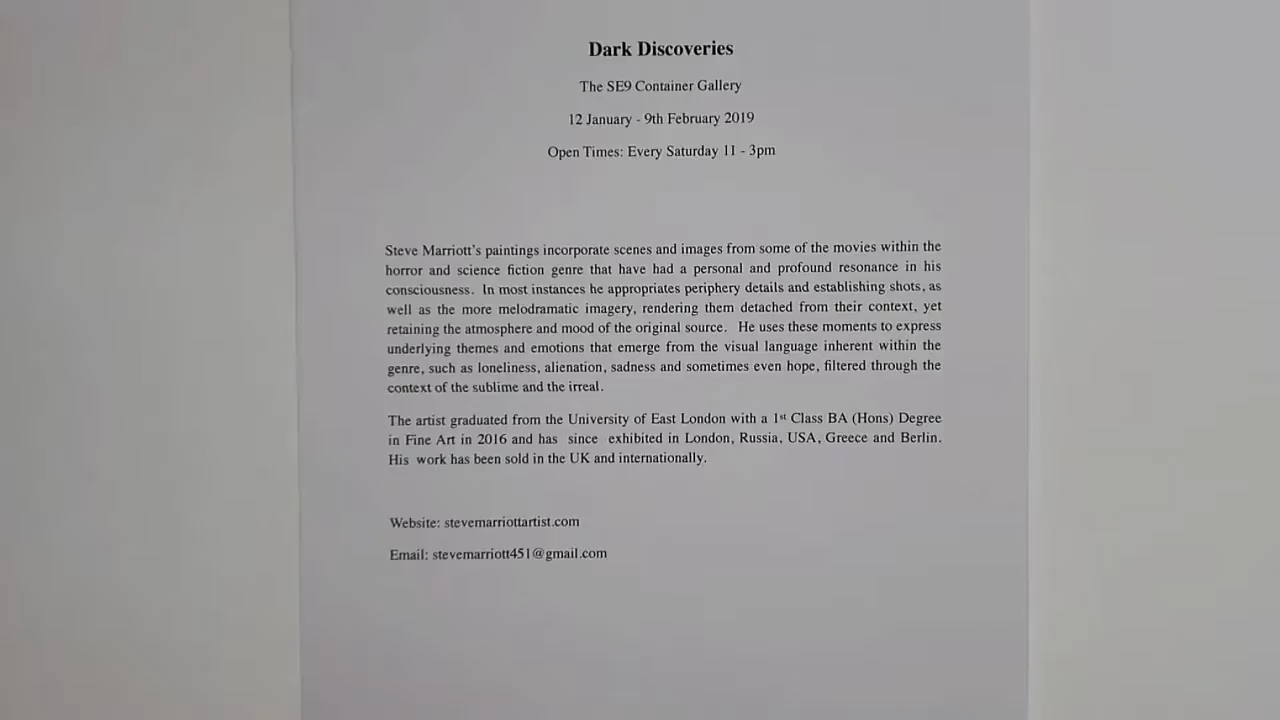 Dark Discoveries
The SE9 Container Gallery
12 January - 9th February 2019
Open Times: Every Saturday 11 - 3pm
Steve Marriott's paintings incorporate scenes and images from some of the movies within the
horror and science fiction genre that have had a personal and profound resonance in his
consciousness. In most instances he appropriates periphery details and establishing shots, as
well as the more melodramatic imagery, rendering them detached from their context, yet
retaining the atmosphere and mood of the original source. He uses these moments to express
underlying themes and emotions that emerge from the visual language inherent within the
genre, such as loneliness, alienation, sadness and sometimes even hope, filtered through the
context of the sublime and the irreal.
The artist graduated from the University of East London with a 1st Class BA (Hons) Degree
in Fine Art in 2016 and has since exhibited in London, Russia, USA, Greece and Berlin.
His work has been sold in the UK and internationally.
Website: stevemarriottartist.com
Email: stevemarriott451@gmail.com